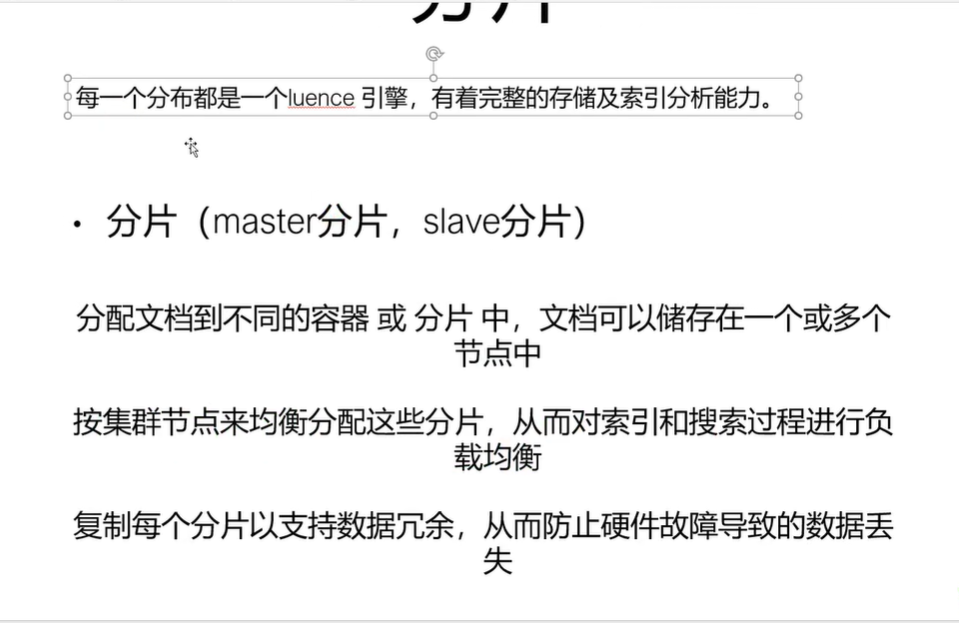 分片
每一个分布都是一个luence 引擎，有着完整的存储及索引分析能力。
• 分片（master分片，slave分片）
分配文档到不同的容器 或 分片 中，文档可以储存在一个或多个
节点中
按集群节点来均衡分配这些分片，从而对索引和搜索过程进行负
载均衡
复制每个分片以支持数据冗余，从而防止硬件故障导致的数据丢
失